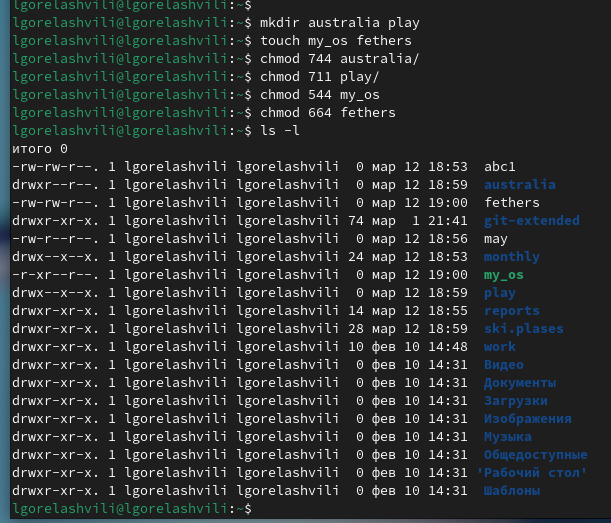 lgorelashvili@lgorelashvili:~$
lgorelashvili@lgorelashvili:~$ mkdir australia play
lgorelashvili@lgorelashvili:~$ touch my_os fethers
lgorelashvili@lgorelashvili:~$ chmod 744 australia/
lgorelashvili@lgorelashvili:~$ chmod 711 play/
lgorelashvili@lgorelashvili:~$ chmod 544 my_os
lgorelashvili@lgorelashvili:~$ chmod 664 fethers
lgorelashvili@lgorelashvili:~$ ls -l
итого 0
-rw-rw-r--. 1 lgorelashvili lgorelashvili  0 мар 12 18:53  abc1
drwxr--r--. 1 lgorelashvili lgorelashvili  0 мар 12 18:59  australia
-rw-rw-r--. 1 lgorelashvili lgorelashvili  0 мар 12 19:00  fethers
drwxr-xr-x. 1 lgorelashvili lgorelashvili 74 мар  1 21:41  git-extended
-rw-r--r--. 1 lgorelashvili lgorelashvili  0 мар 12 18:56  may
drwx--x--x. 1 lgorelashvili lgorelashvili 24 мар 12 18:53  monthly
-r-xr--r--. 1 lgorelashvili lgorelashvili  0 мар 12 19:00  my_os
drwx--x--x. 1 lgorelashvili lgorelashvili  0 мар 12 18:59  play
drwxr-xr-x. 1 lgorelashvili lgorelashvili 14 мар 12 18:55  reports
drwxr-xr-x. 1 lgorelashvili lgorelashvili 28 мар 12 18:59  ski.plases
drwxr-xr-x. 1 lgorelashvili lgorelashvili 10 фев 10 14:48  work
drwxr-xr-x. 1 lgorelashvili lgorelashvili  0 фев 10 14:31  Видео
drwxr-xr-x. 1 lgorelashvili lgorelashvili  0 фев 10 14:31  Документы
drwxr-xr-x. 1 lgorelashvili lgorelashvili  0 фев 10 14:31  Загрузки
drwxr-xr-x. 1 lgorelashvili lgorelashvili  0 фев 10 14:31  Изображения
drwxr-xr-x. 1 lgorelashvili lgorelashvili  0 фев 10 14:31  Музыка
drwxr-xr-x. 1 lgorelashvili lgorelashvili  0 фев 10 14:31  Общедоступные
drwxr-xr-x. 1 lgorelashvili lgorelashvili  0 фев 10 14:31 'Рабочий стол'
drwxr-xr-x. 1 lgorelashvili lgorelashvili  0 фев 10 14:31  Шаблоны
lgorelashvili@lgorelashvili:~$